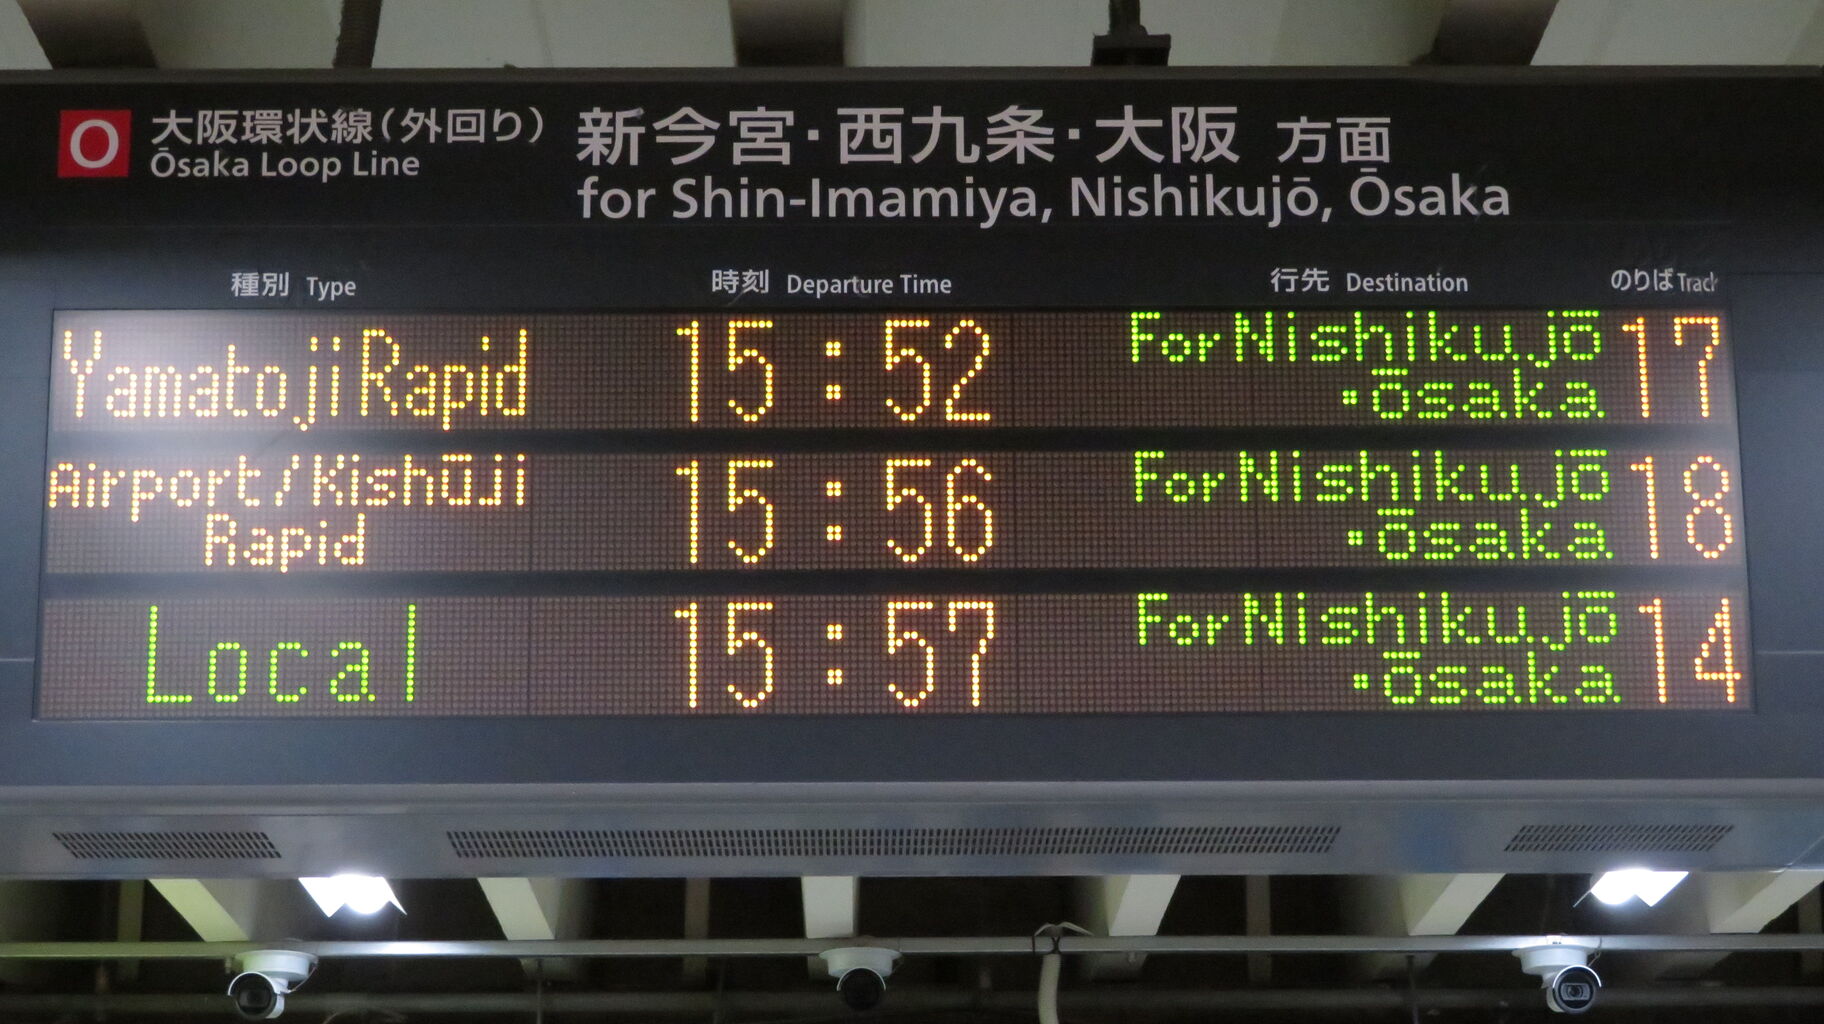 O 大阪環状線(外回り) 新今宮・西九条・大阪 方面
Ōsaka Loop Line for Shin-Imamiya, Nishikujō, Ōsaka
種別 Type 時刻 Departure Time 行先 Destination のりば Track
Yamatoji Rapid 15:52 For Nishikujō 17
・Ōsaka
Airport/Kishūji 15:56 For Nishikujō 18
Rapid ・Ōsaka
Local 15:57 For Nishikujō 14
・Ōsaka